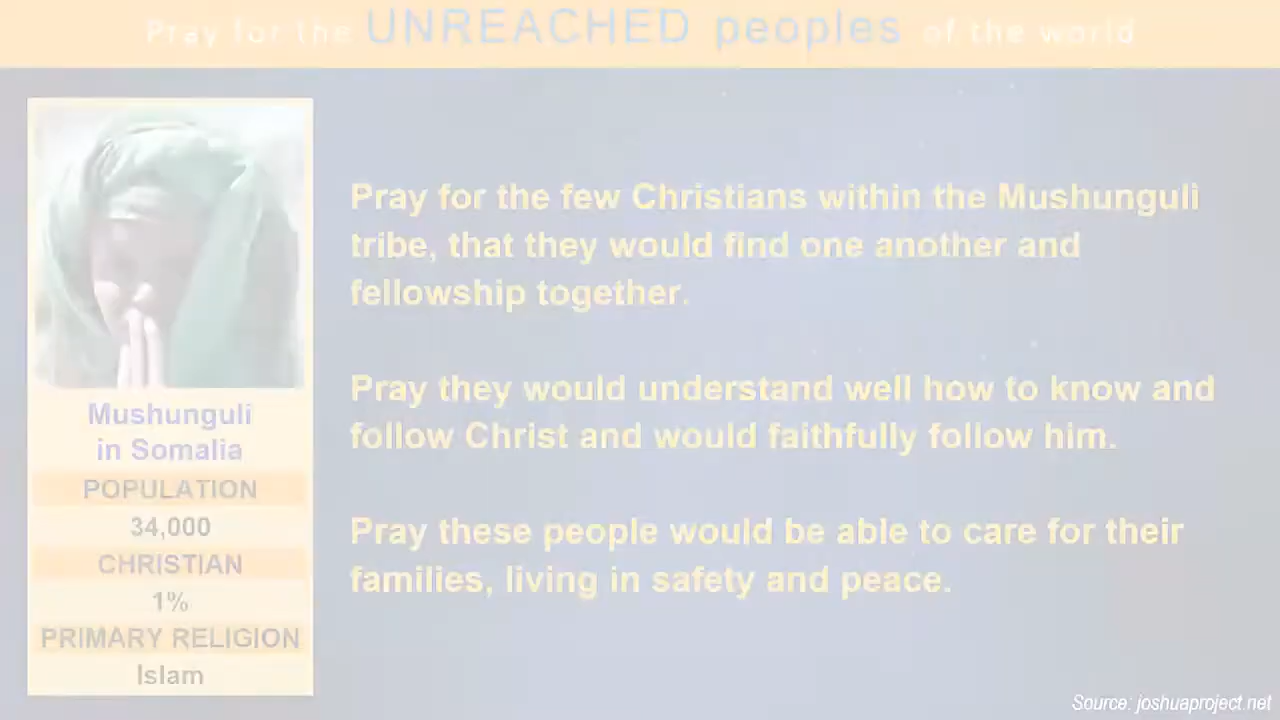 Pray for the UNREACHED peoples of the world
Pray for the few Christians within the Mushunguli
tribe, that they would find one another and
fellowship together.
Pray they would understand well how to know and
follow Christ and would faithfully follow him.
Pray these people would be able to care for their
families, living in safety and peace.
Mushunguli
in Somalia
POPULATION
34,000
CHRISTIAN
1%
PRIMARY RELIGION
Islam
Source: joshuaproject.net